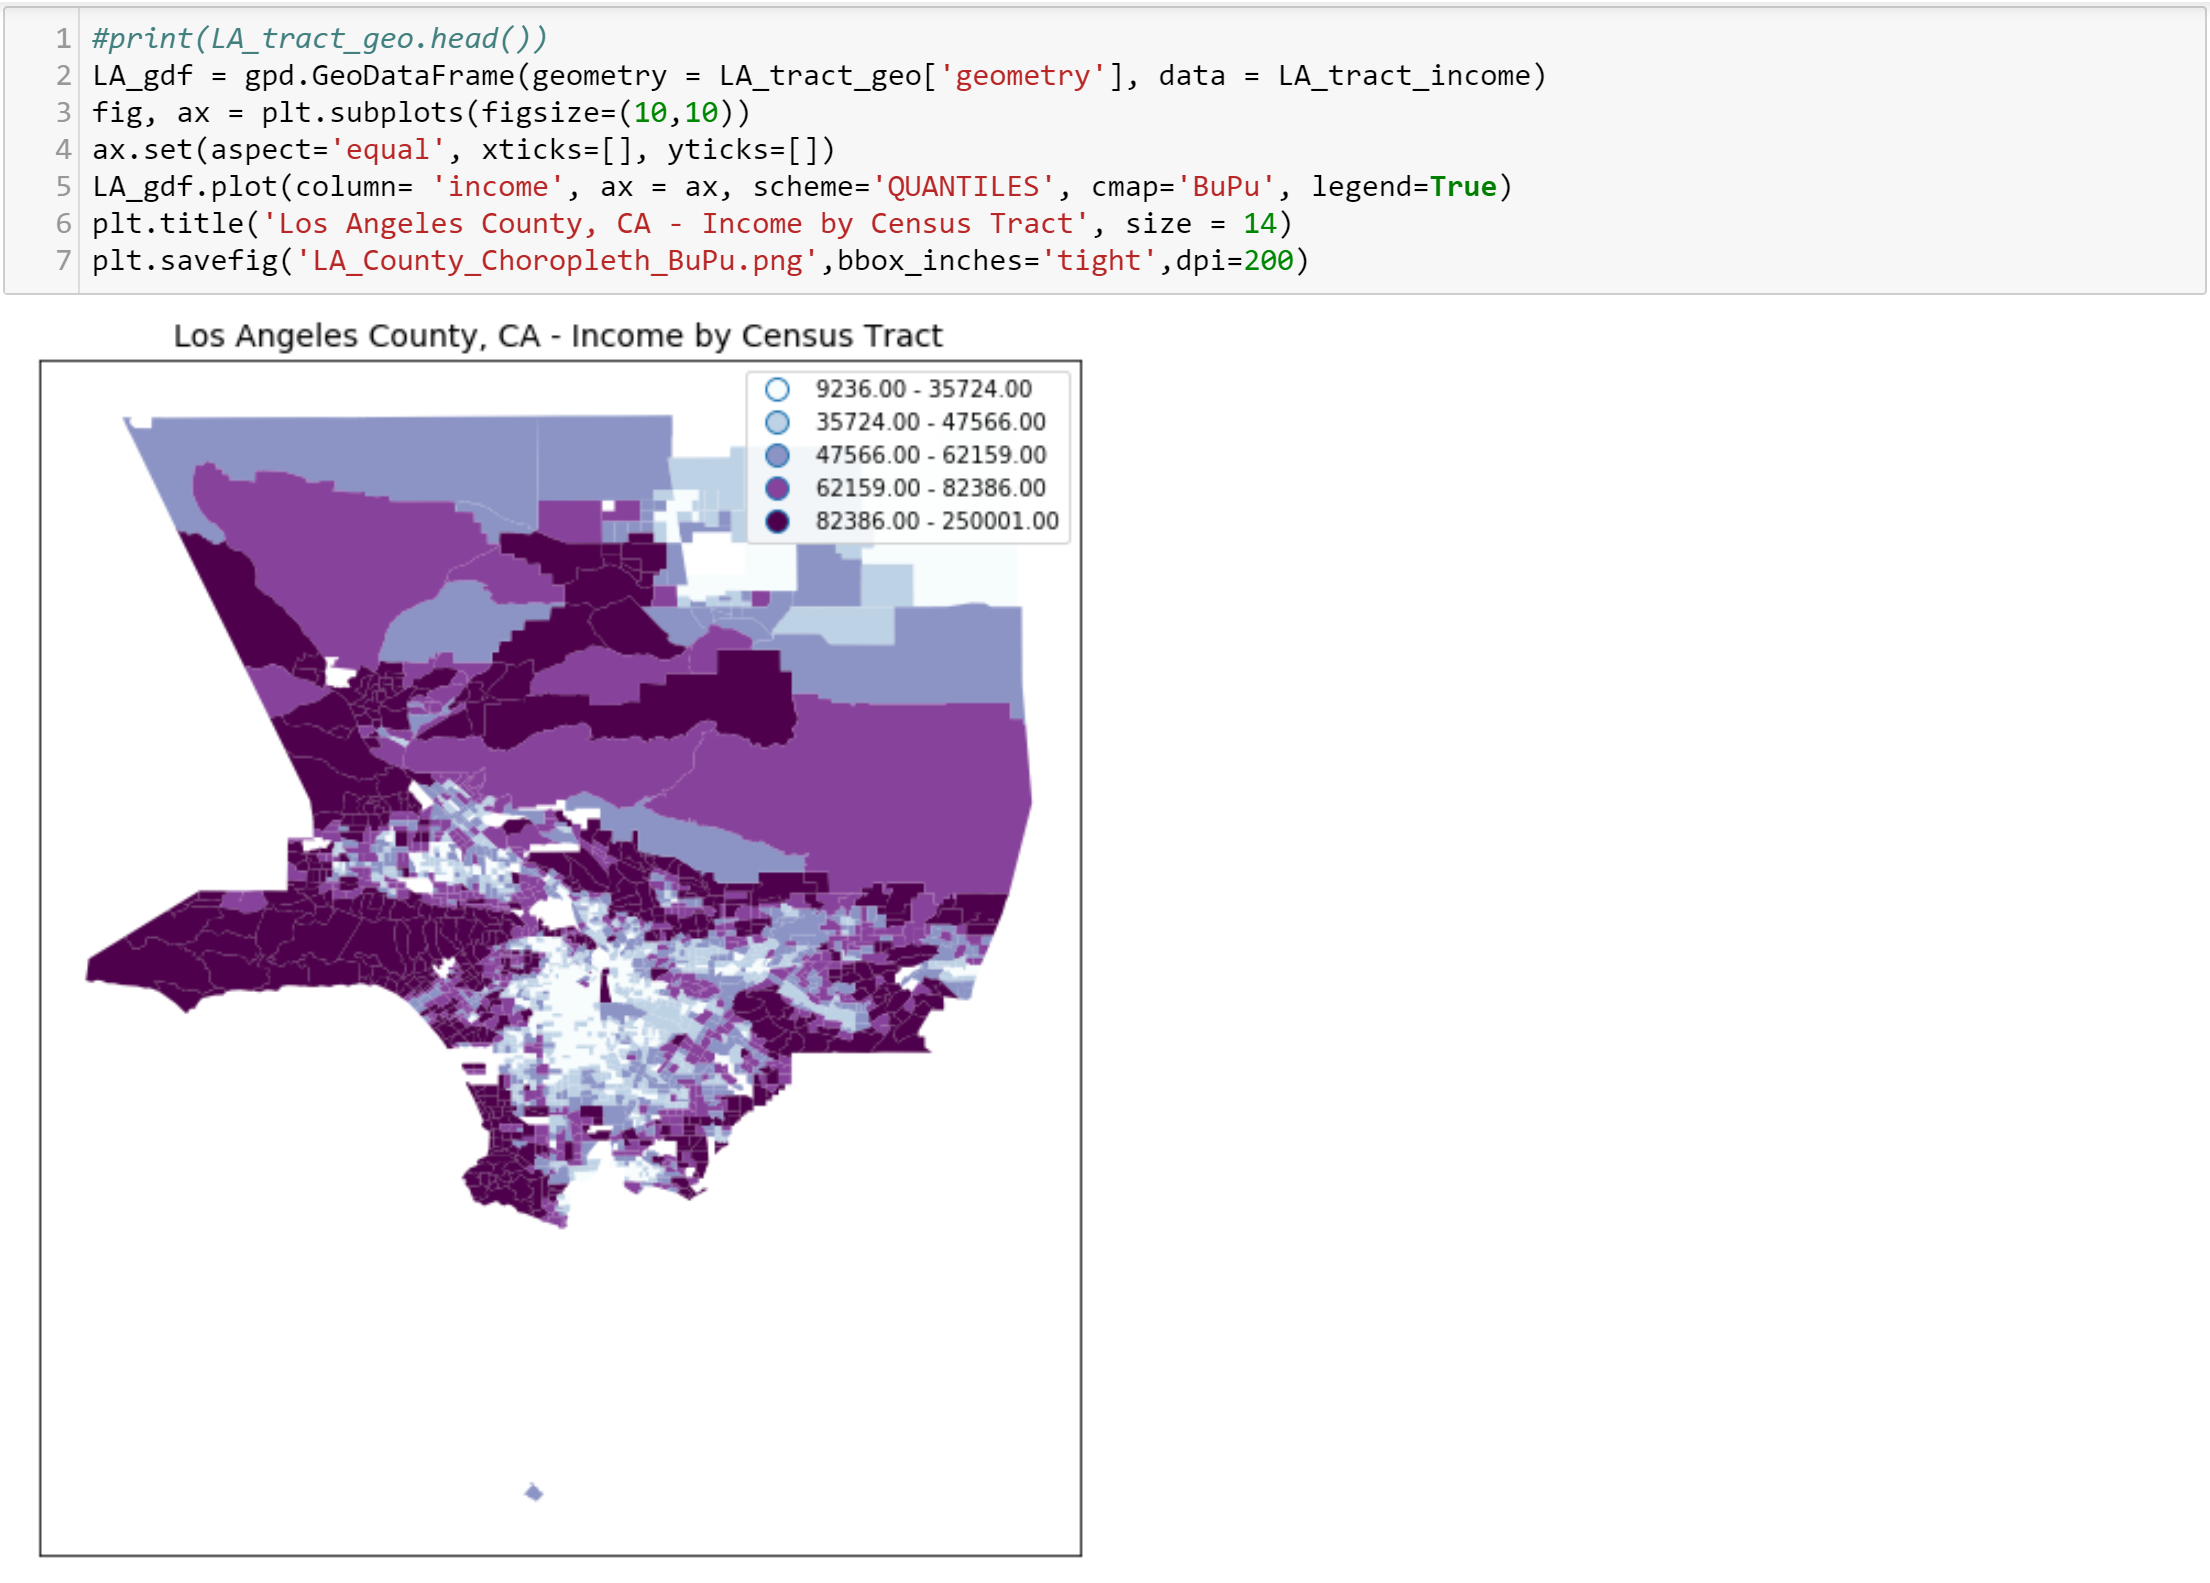 1 #print(LA_tract_geo.head())
2 LA_gdf = gpd.GeoDataFrame(geometry = LA_tract_geo['geometry'], data = LA_tract_income)
3 fig, ax = plt.subplots(figsize=(10,10))
4 ax.set(aspect='equal', xticks=[], yticks=[])
5 LA_gdf.plot(column= 'income', ax = ax, scheme='QUANTILES', cmap='BuPu', legend=True)
6 plt.title('Los Angeles County, CA - Income by Census Tract', size = 14)
7 plt.savefig('LA_County_Choropleth_BuPu.png',bbox_inches='tight',dpi=200)
Los Angeles County, CA - Income by Census Tract
9236.00 - 35724.00
35724.00 - 47566.00
47566.00 - 62159.00
62159.00 - 82386.00
82386.00 - 250001.00